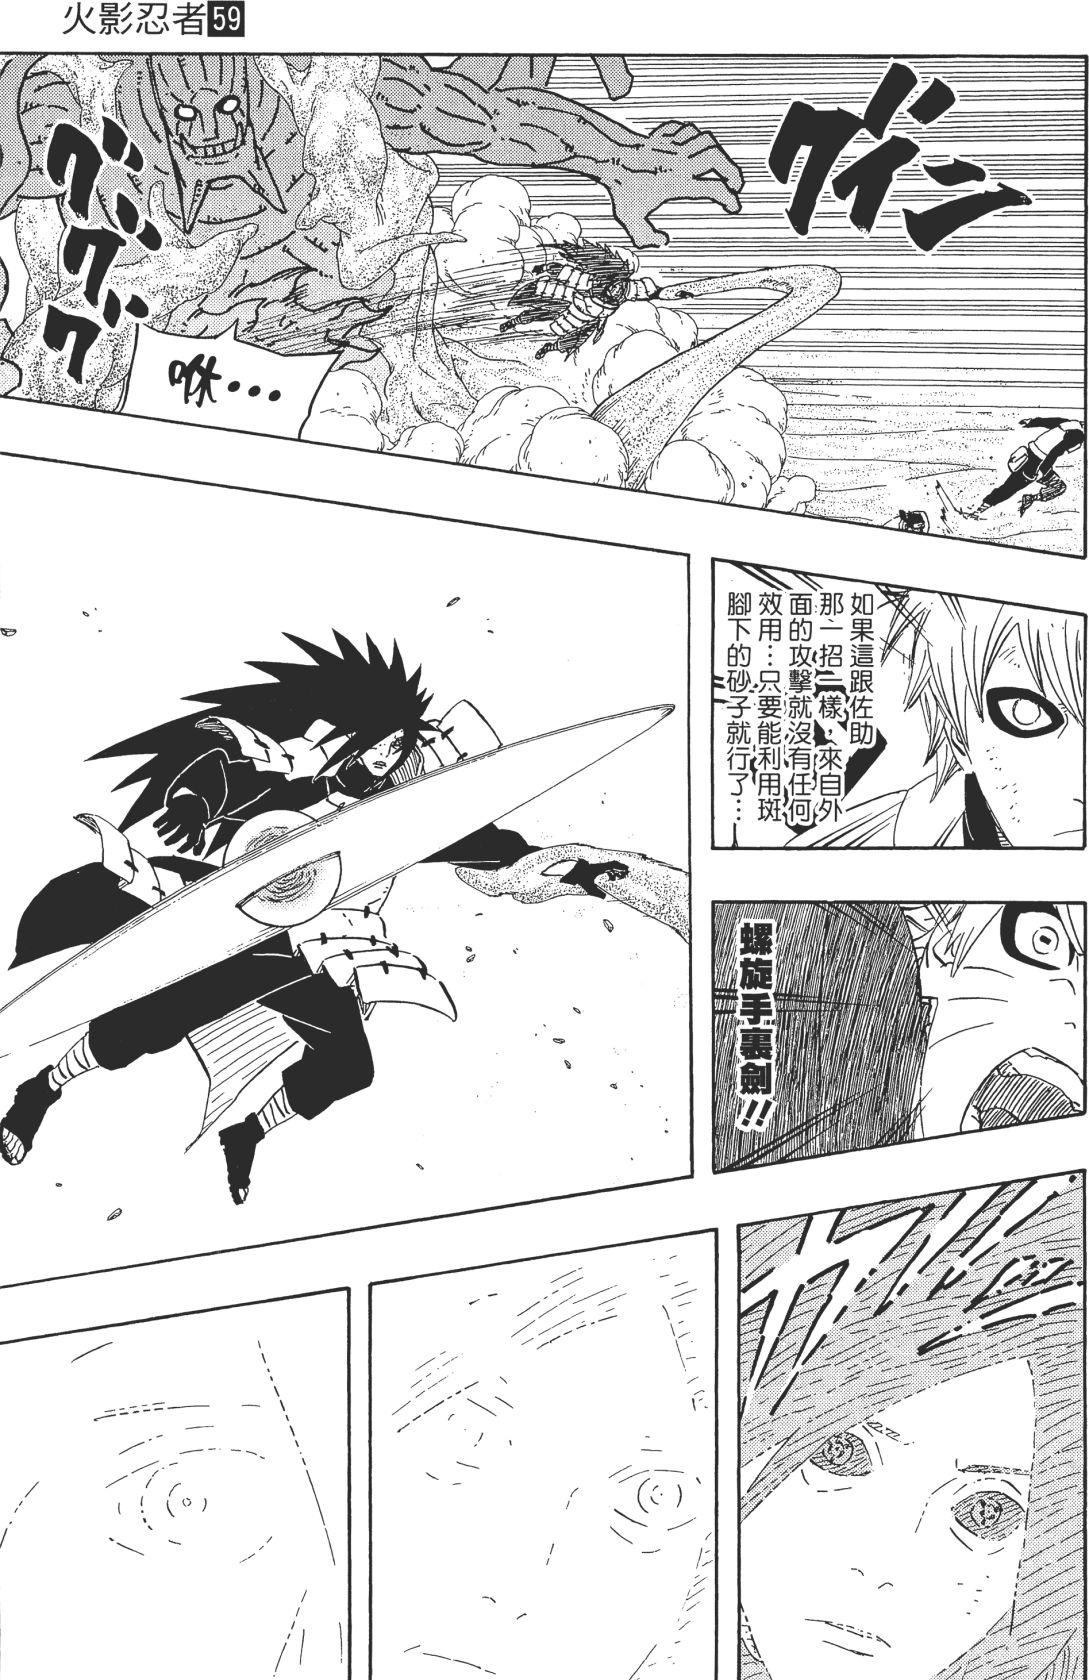 火影忍者59
クイン
ググググ
咻…
如果這跟佐助
那一招一樣，來自外
面的攻擊就沒有任何
效用…只要能利用斑
腳下的砂子就行了…
螺旋手裏劍!!